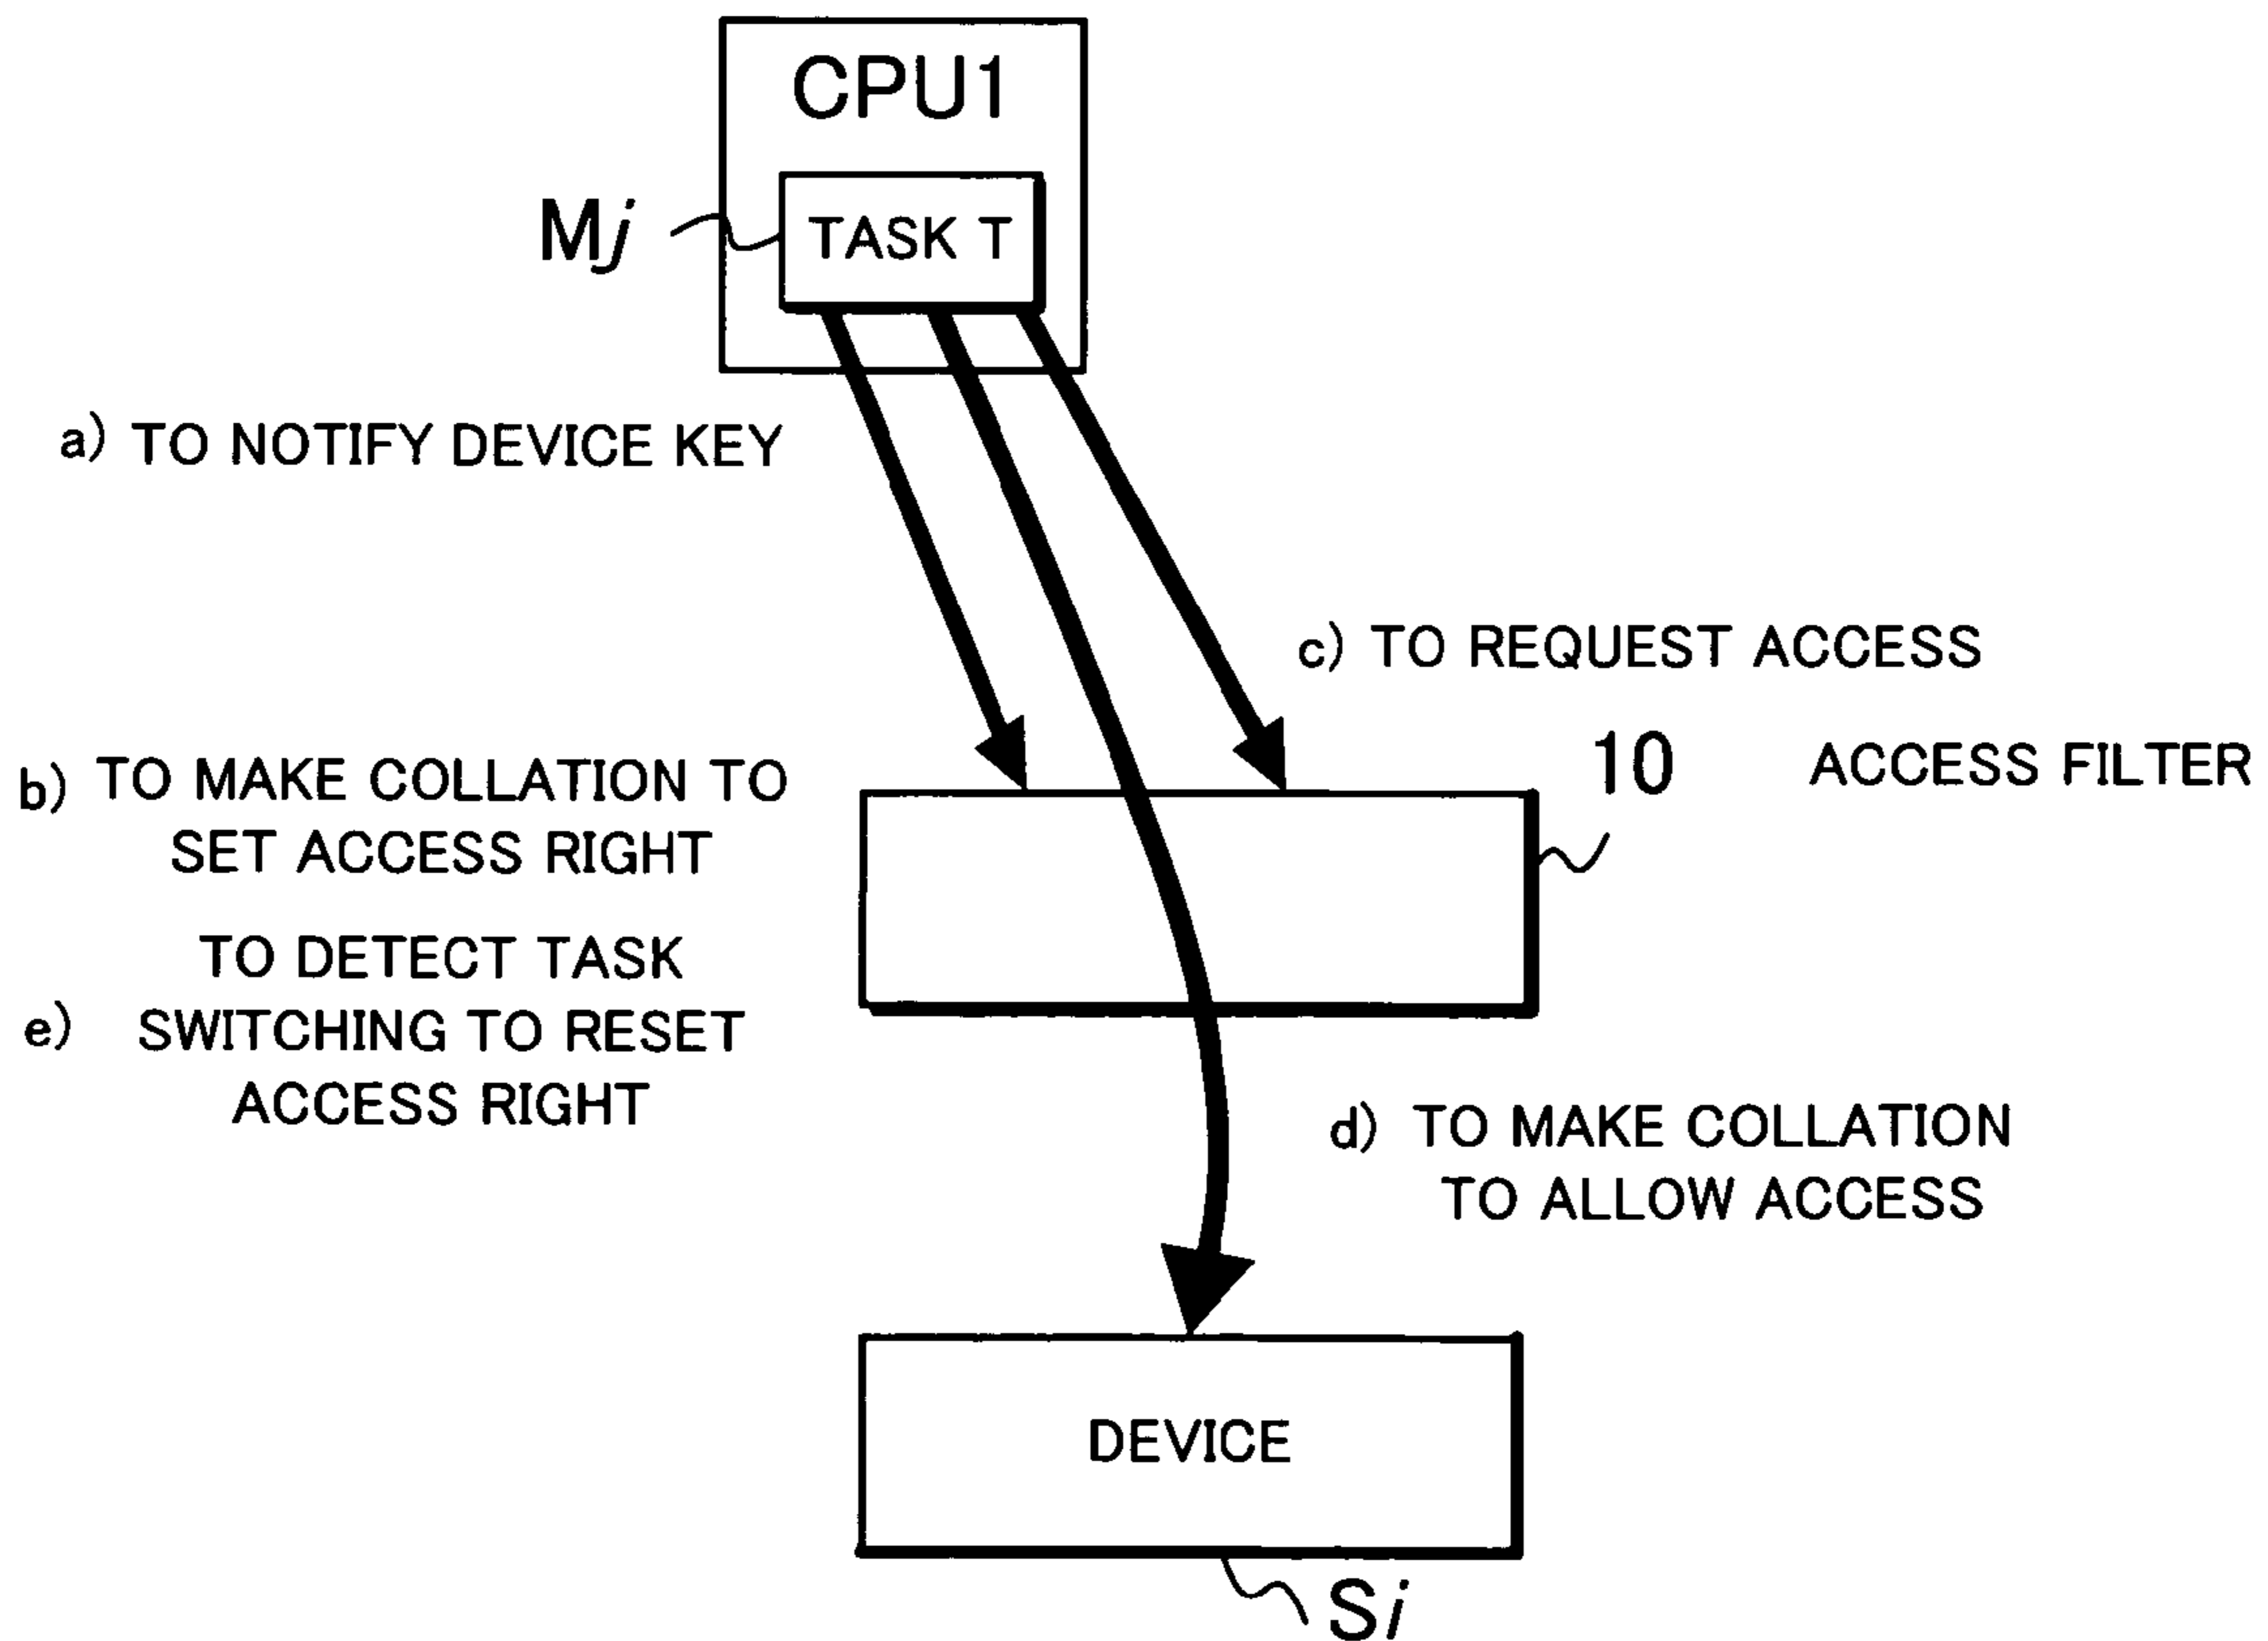 CPU1
Mj
TASK T
a) TO NOTIFY DEVICE KEY
c) TO REQUEST ACCESS
10 ACCESS FILTER
b) TO MAKE COLLATION TO
SET ACCESS RIGHT
TO DETECT TASK
e) SWITCHING TO RESET
ACCESS RIGHT
d) TO MAKE COLLATION
TO ALLOW ACCESS
DEVICE
Si